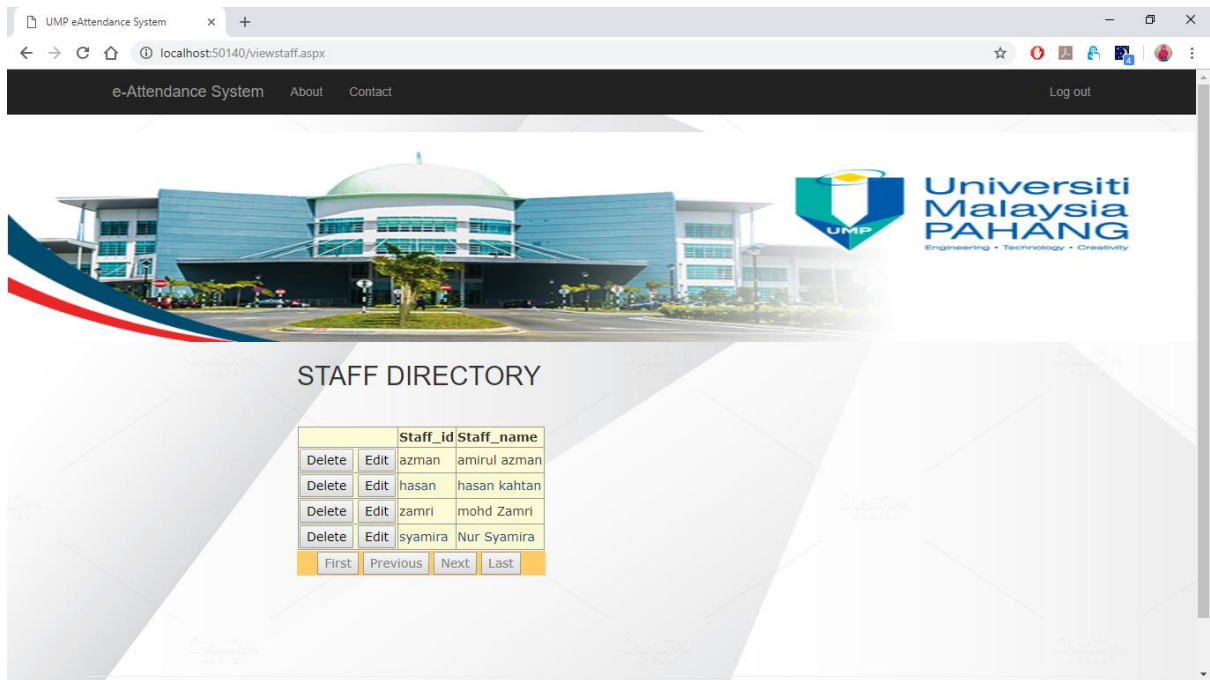 UMP eAttendance System
localhost:50140/viewstaff.aspx
4
e-Attendance System About Contact Log out
UMP
Universiti
Malaysia
PAHANG
Engineering • Technology • Creativity
STAFF DIRECTORY
Staff_id Staff_name
Delete Edit azman amirul azman
Delete Edit hasan hasan kahtan
Delete Edit zamri mohd Zamri
Delete Edit syamira Nur Syamira
First Previous Next Last